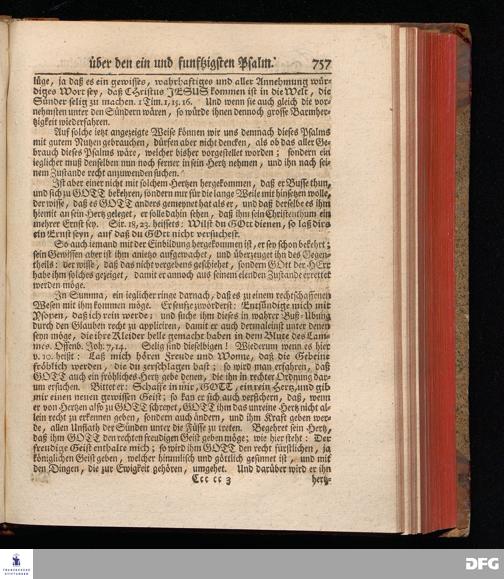 über den ein und funftzigsten Psalm. 757
lüge, ja daß es ein gewisses, wahrhafftiges und aller Annehmung wür-
diges Wort sey, daß CHristus JESUS kommen ist in die Welt, die
Sünder selig zu machen. 1 Tim. 1, 15. 16. Und wenn sie auch gleich die vor-
nehmsten unter den Sündern wären, so würde ihnen dennoch grosse Barmher-
tzigkeit wiederfahren.
Auf solche jetzt angezeigte Weise können wir uns demnach dieses Psalms
mit gutem Nutzen gebrauchen, dürfen aber nicht dencken, als ob das aller Ge-
brauch dieses Psalms wäre, welcher bisher vorgestellet worden; sondern ein
ieglicher muß denselben nun noch ferner in sein Hertz nehmen, und ihn nach sei-
nem Zustande recht anzuwenden suchen.
Ist aber einer nicht mit solchem Hertzen hergekommen, daß er Busse thun,
und sich zu GOTT bekehren, sondern nur für die lange Weile mit hinsetzen wolle,
der wisse, daß es GOTT anders gemeynet hat als er, und daß derselbe es ihm
hiemit an sein Hertz geleget, er solle dahin sehen, daß ihm sein Christenthum ein
mehrer Ernst sey. Sir. 18, 23. heissets: Wilst du GOtt dienen, so laß dirs
ein Ernst seyn, auf daß du GOtt nicht versuchest.
So auch iemand mit der Einbildung hergekommen ist, er sey schon bekehrt;
sein Gewissen aber ist ihm anietzo aufgewachet, und überzeuget ihn des Gegen-
theils: der wisse, daß das nicht vergebens geschiehet, sondern GOtt der HErr
habe ihm solches gezeiget, damit er annoch aus seinem elenden Zustande errettet
werden möge.
In Summa, ein ieglicher ringe darnach, daß es zu einem rechtschaffenen
Wesen mit ihm kommen möge. Er seufze zuvörderst: Entsündige mich mit
Ysopen, daß ich rein werde; und suche ihm dieses in wahrer Buß-Ubung
durch den Glauben recht zu appliciren, damit er auch dermaleinst unter denen
seyn möge, die ihre Kleider helle gemacht haben in dem Blute des Lam-
mes. Offenb. Joh. 7, 14. Selig sind dieselbigen! Wiederum wenn es hier
v. 10. heißt: Laß mich hören Freude und Wonne, daß die Gebeine
frölich werden, die du zerschlagen hast; so wird man erfahren, daß
GOTT auch ein fröhliches Hertz gebe denen, die ihn in rechter Ordnung dar-
um ersuchen. Bittet er: Schaffe in mir, GOTT, ein rein Hertz, und gib
mir einen neuen gewissen Geist; so kan er sich auch versichern, daß, wenn
er von Hertzen also zu GOTT schreyet, GOTT ihm das unreine Hertz nicht al-
lein recht zu erkennen geben, sondern auch ändern, und ihm Kraft geben wer-
de, allen Unflath der Sünden unter die Füsse zu treten. Begehret sein Hertz,
daß ihm GOTT den rechten freudigen Geist geben möge; wie hier steht: Der
freudige Geist enthalte mich; so wird ihm GOTT den recht fürstlichen, ja
königlichen Geist geben, welcher himmlisch und göttlich gesinnet ist, und mit
den Dingen, die zur Ewigkeit gehören, umgehet. Und darüber wird er ihn
Ccc cc 3 hertz-
FRANCKESCHE
STIFTUNGEN
DFG